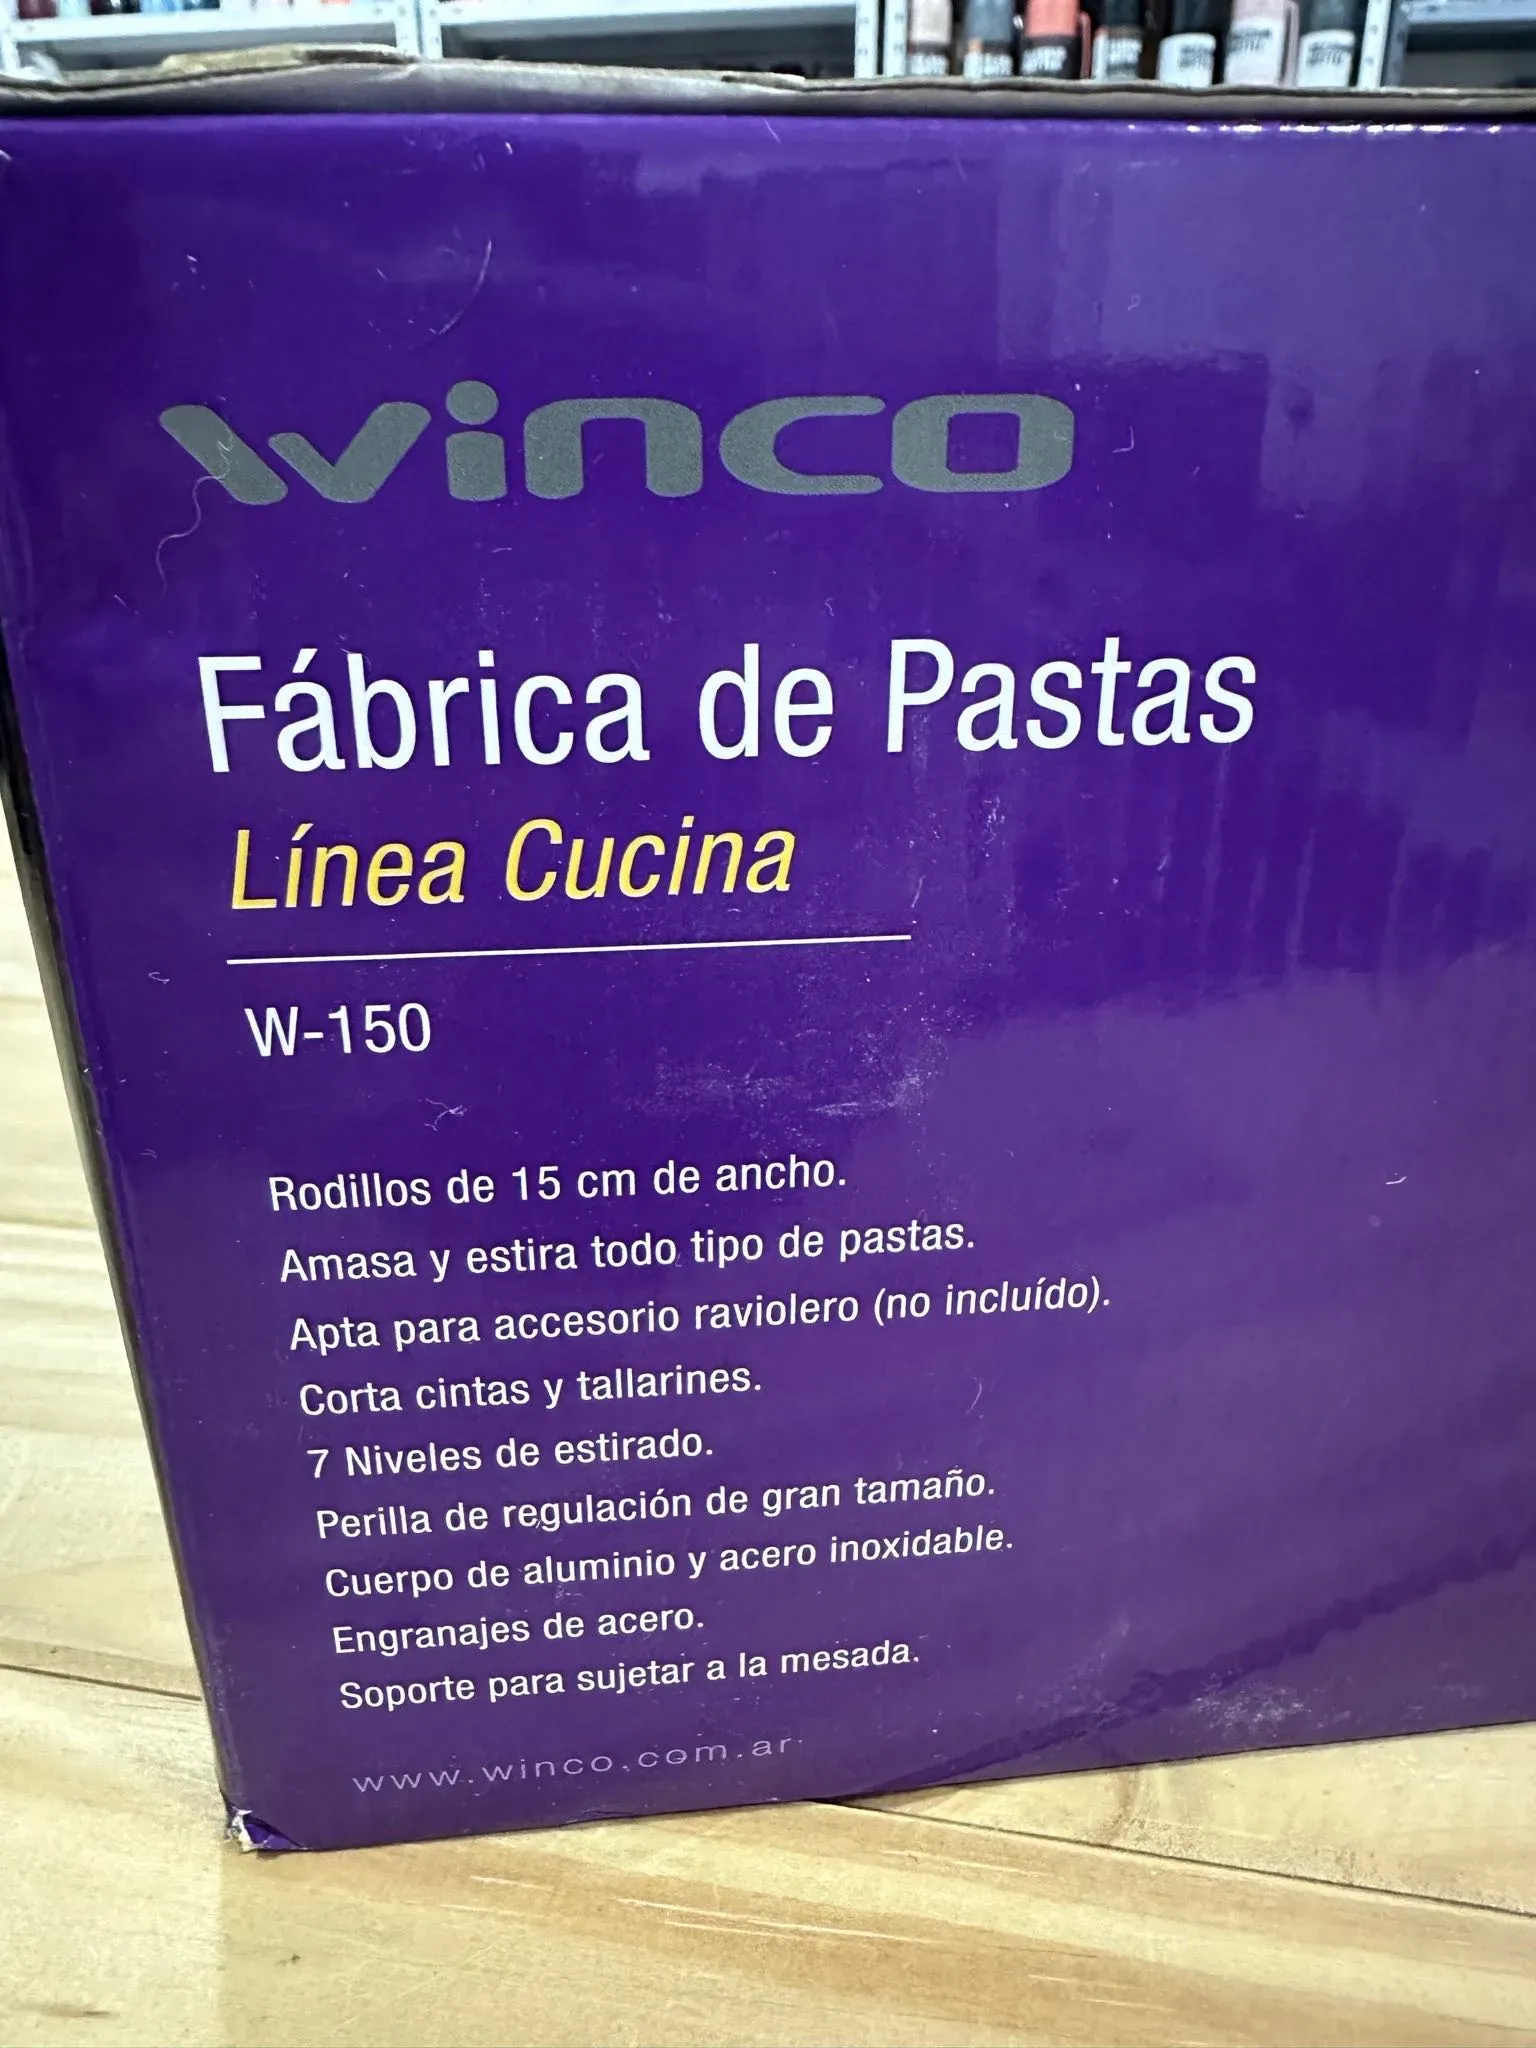 winco
Fábrica de Pastas
Línea Cucina
W-150
Rodillos de 15 cm de ancho.
Amasa y estira todo tipo de pastas.
Apta para accesorio raviolero (no incluído).
Corta cintas y tallarines.
7 Niveles de estirado.
Perilla de regulación de gran tamaño.
Cuerpo de aluminio y acero inoxidable.
Engranajes de acero.
Soporte para sujetar a la mesada.
www.winco.com.ar